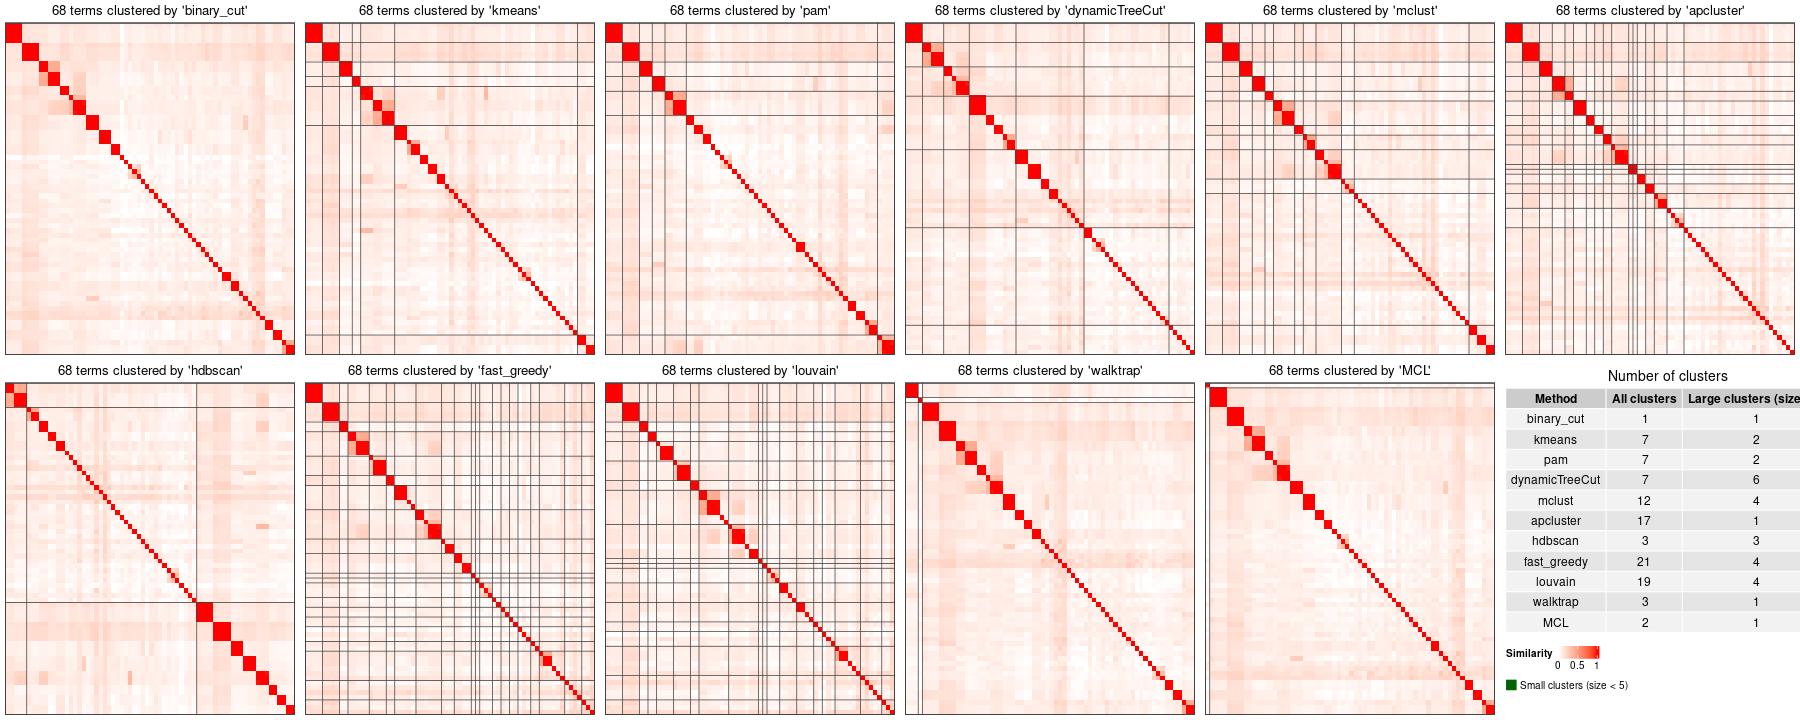 68 terms clustered by 'binary_cut'
68 terms clustered by 'kmeans'
68 terms clustered by 'pam'
68 terms clustered by 'dynamicTreeCut'
68 terms clustered by 'mclust'
68 terms clustered by 'apcluster'
68 terms clustered by 'hdbscan'
68 terms clustered by 'fast_greedy'
68 terms clustered by 'louvain'
68 terms clustered by 'walktrap'
68 terms clustered by 'MCL'
Number of clusters
Method All clusters Large clusters (size
binary_cut 1 1
kmeans 7 2
pam 7 2
dynamicTreeCut 7 6
mclust 12 4
apcluster 17 1
hdbscan 3 3
fast_greedy 21 4
louvain 19 4
walktrap 3 1
MCL 2 1
Similarity
0 0.5 1
Small clusters (size < 5)